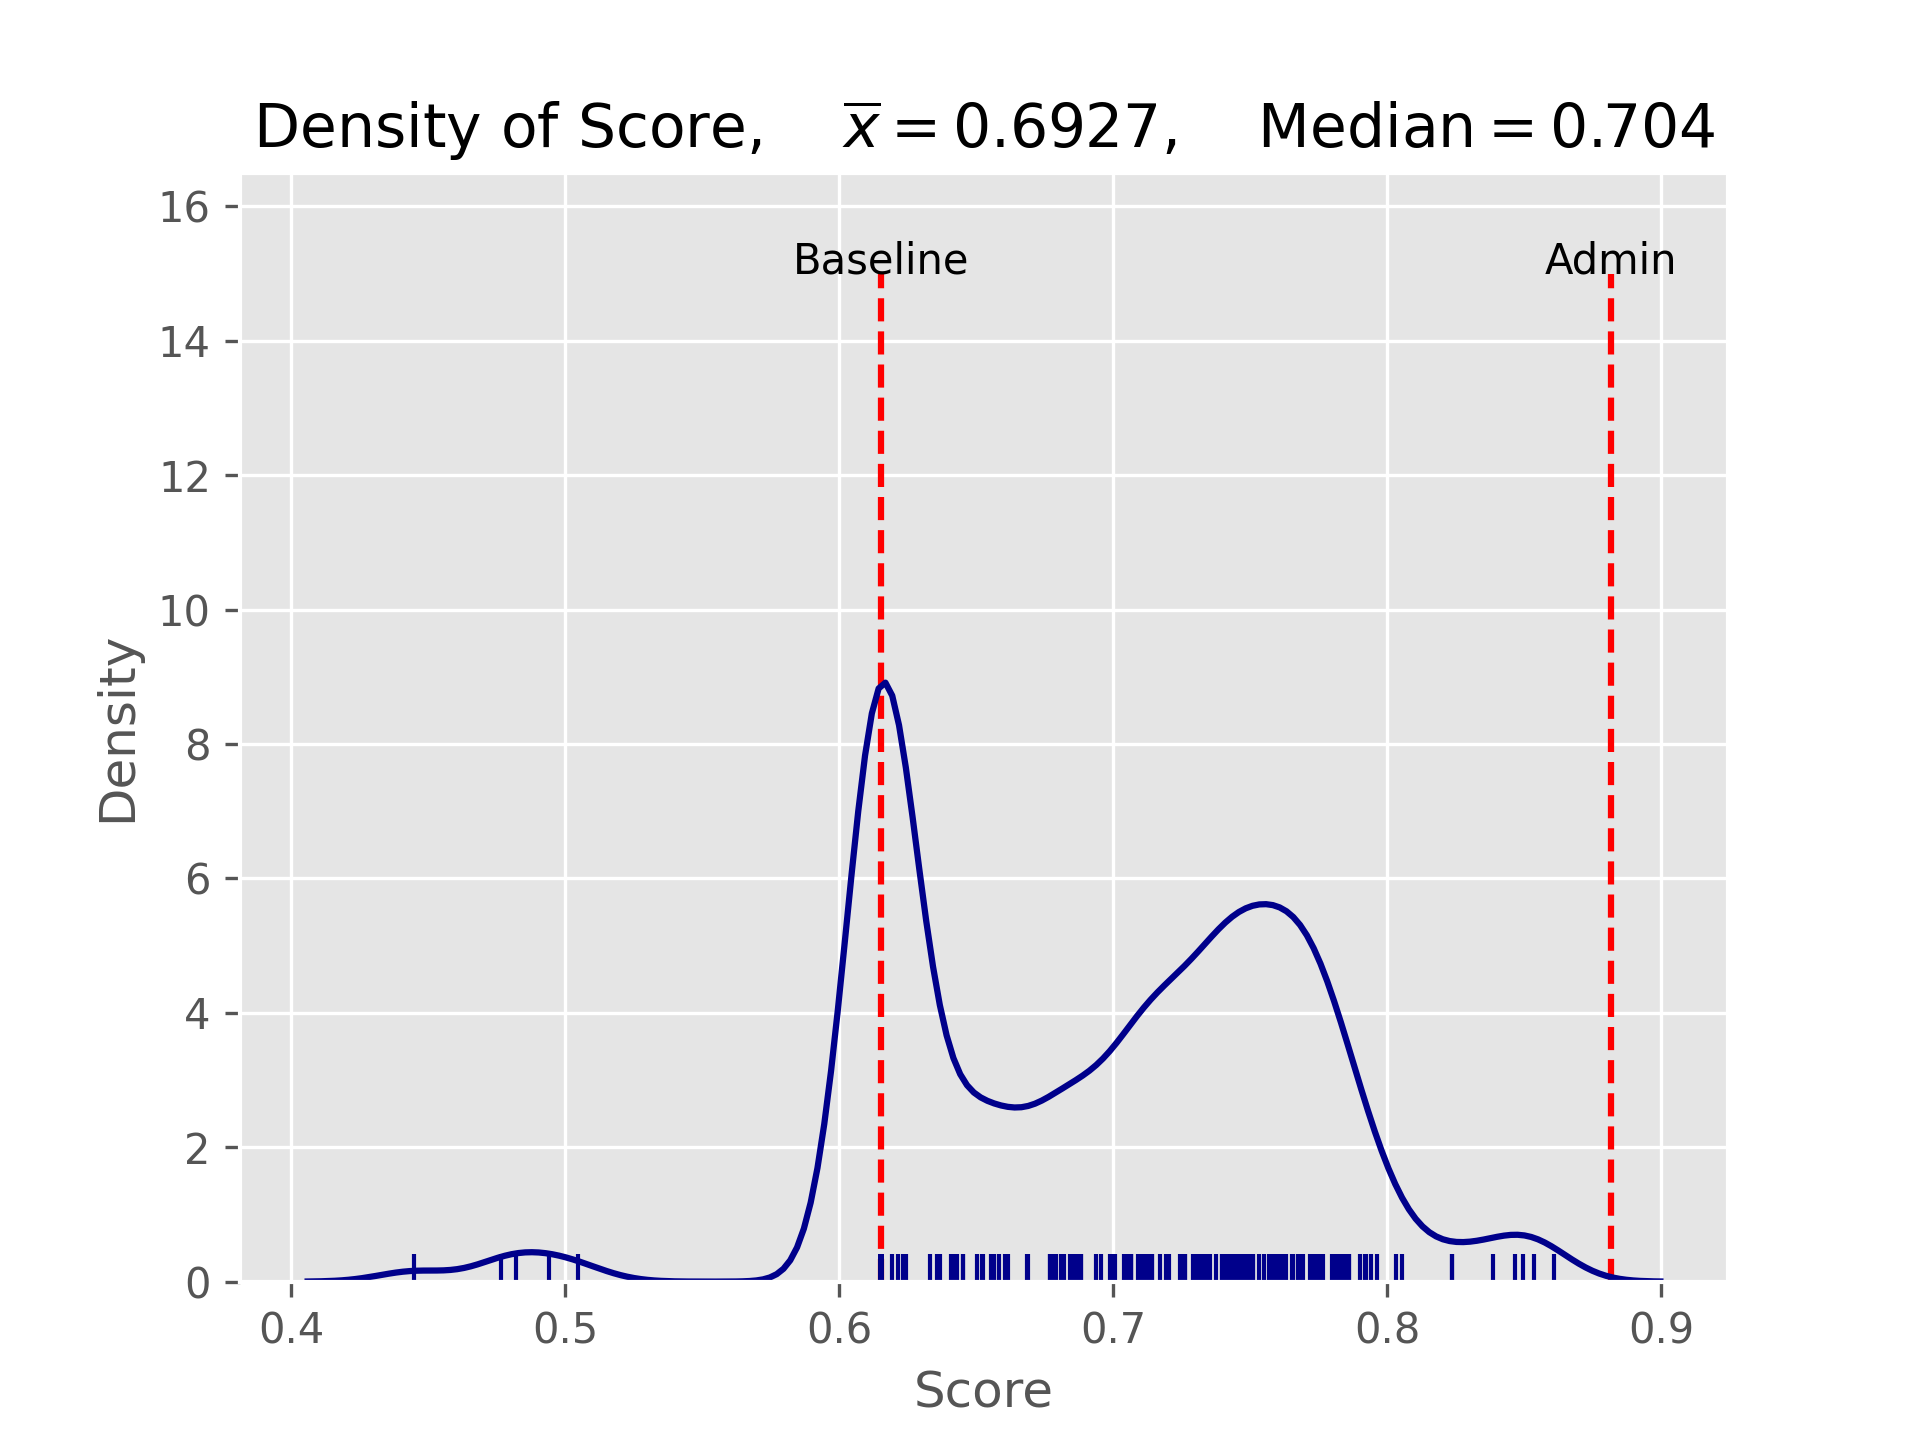 Density of Score, x̅ = 0.6927, Median = 0.704
16
Baseline
Admin
14
12
10
8
6
4
2
0
Density
0.4 0.5 0.6 0.7 0.8 0.9
Score